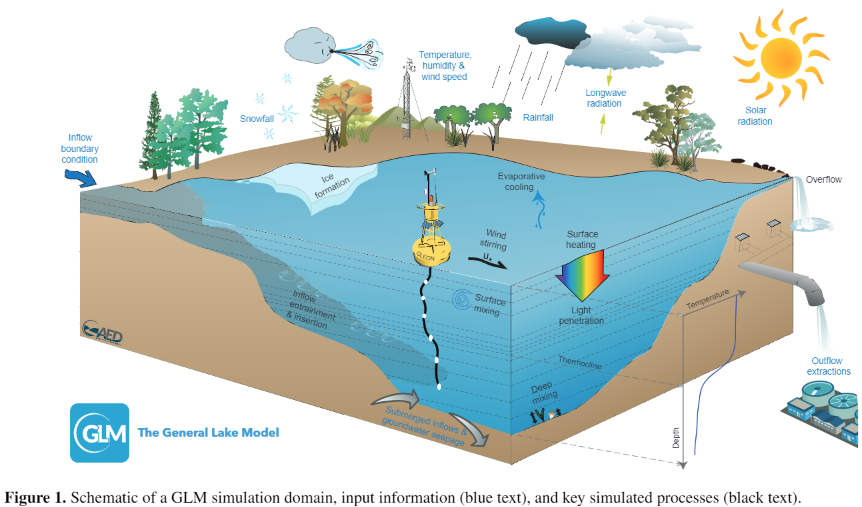 Temperature,
humidity &
wind speed
Snowfall
Rainfall
Longwave
radiation
Solar
radiation
Inflow
boundary
condition
Ice
formation
Evaporative
cooling
Overflow
Wind
stirring
u*
Surface
heating
GLEON
Inflow
entrainment
& insertion
Surface
mixing
Light
penetration
Temperature
Thermocline
AED
Deep
mixing
Outflow
extractions
Submerged inflows &
groundwater seepage
Depth
GLM
The General Lake Model
Figure 1. Schematic of a GLM simulation domain, input information (blue text), and key simulated processes (black text).